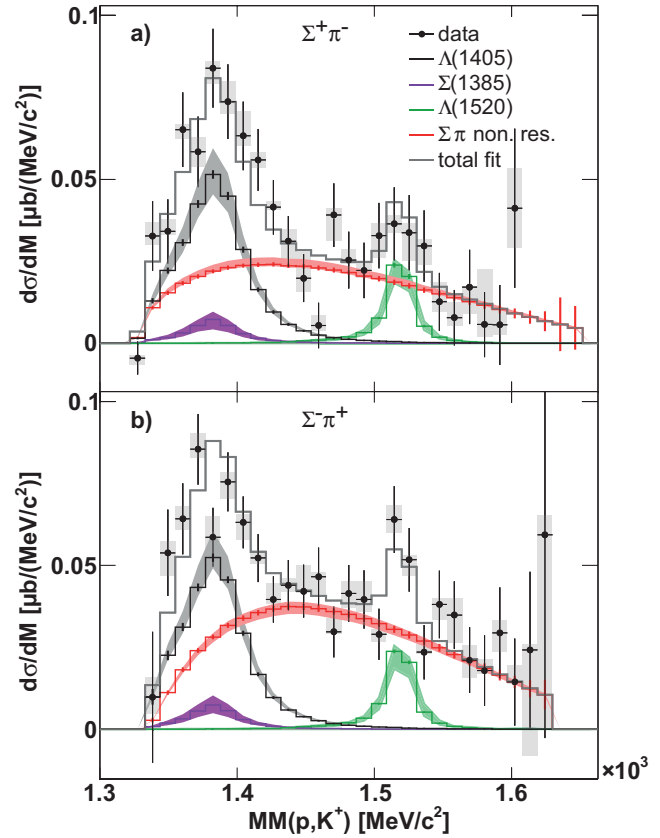 0.1
a)
Σ⁺π⁻
data
Λ(1405)
Σ(1385)
Λ(1520)
Σπ non. res.
total fit
dσ/dM [μb/(MeV/c²)]
0.05
0
0.1
b)
Σ⁻π⁺
dσ/dM [μb/(MeV/c²)]
0.05
0
1.3 1.4 1.5 1.6
×10³
MM(p,K⁺) [MeV/c²]